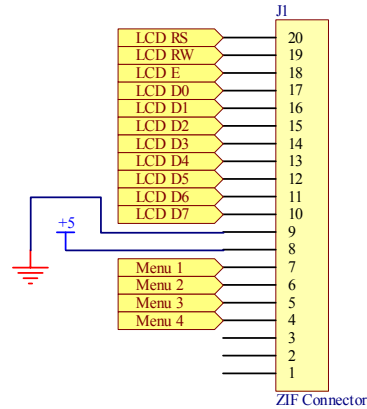 J1
LCD RS 20
LCD RW 19
LCD E 18
LCD D0 17
LCD D1 16
LCD D2 15
LCD D3 14
LCD D4 13
LCD D5 12
LCD D6 11
LCD D7 10
9
+5 8
Menu 1 7
Menu 2 6
Menu 3 5
Menu 4 4
3
2
1
ZIF Connector